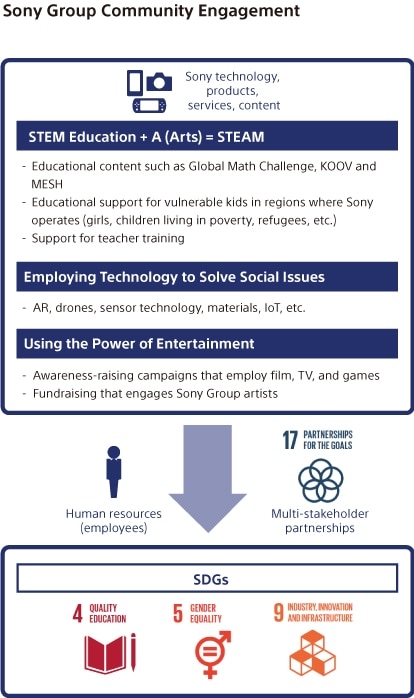 Sony Group Community Engagement
Sony technology,
products,
services, content
STEM Education + A (Arts) = STEAM
- Educational content such as Global Math Challenge, KOOV and
MESH
- Educational support for vulnerable kids in regions where Sony
operates (girls, children living in poverty, refugees, etc.)
- Support for teacher training
Employing Technology to Solve Social Issues
- AR, drones, sensor technology, materials, IoT, etc.
Using the Power of Entertainment
- Awareness-raising campaigns that employ film, TV, and games
- Fundraising that engages Sony Group artists
Human resources
(employees)
17 PARTNERSHIPS
FOR THE GOALS
Multi-stakeholder
partnerships
SDGs
4 QUALITY
EDUCATION
5 GENDER
EQUALITY
9 INDUSTRY, INNOVATION
AND INFRASTRUCTURE